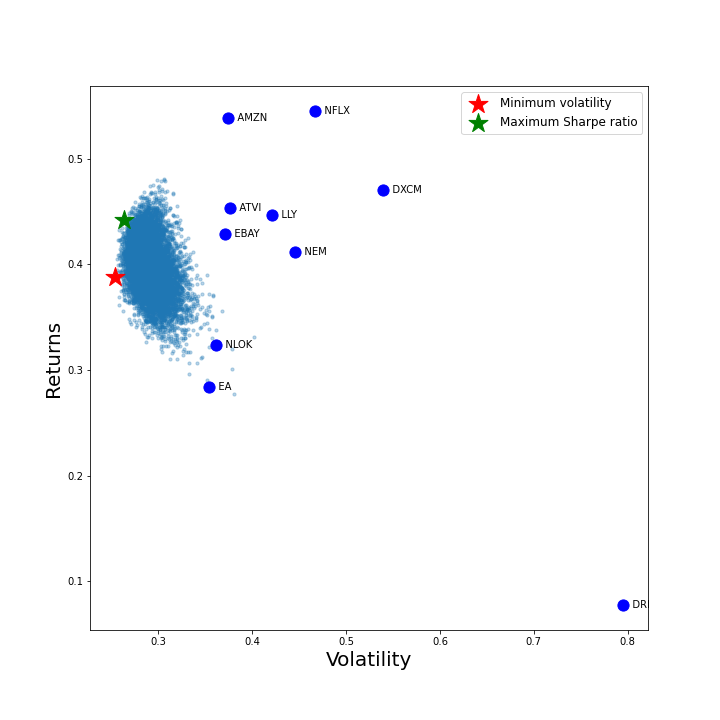 Minimum volatility
Maximum Sharpe ratio
NFLX
AMZN
DXCM
ATVI
LLY
EBAY
NEM
NLOK
EA
DR
0.5
0.4
0.3
0.2
0.1
Returns
0.3 0.4 0.5 0.6 0.7 0.8
Volatility